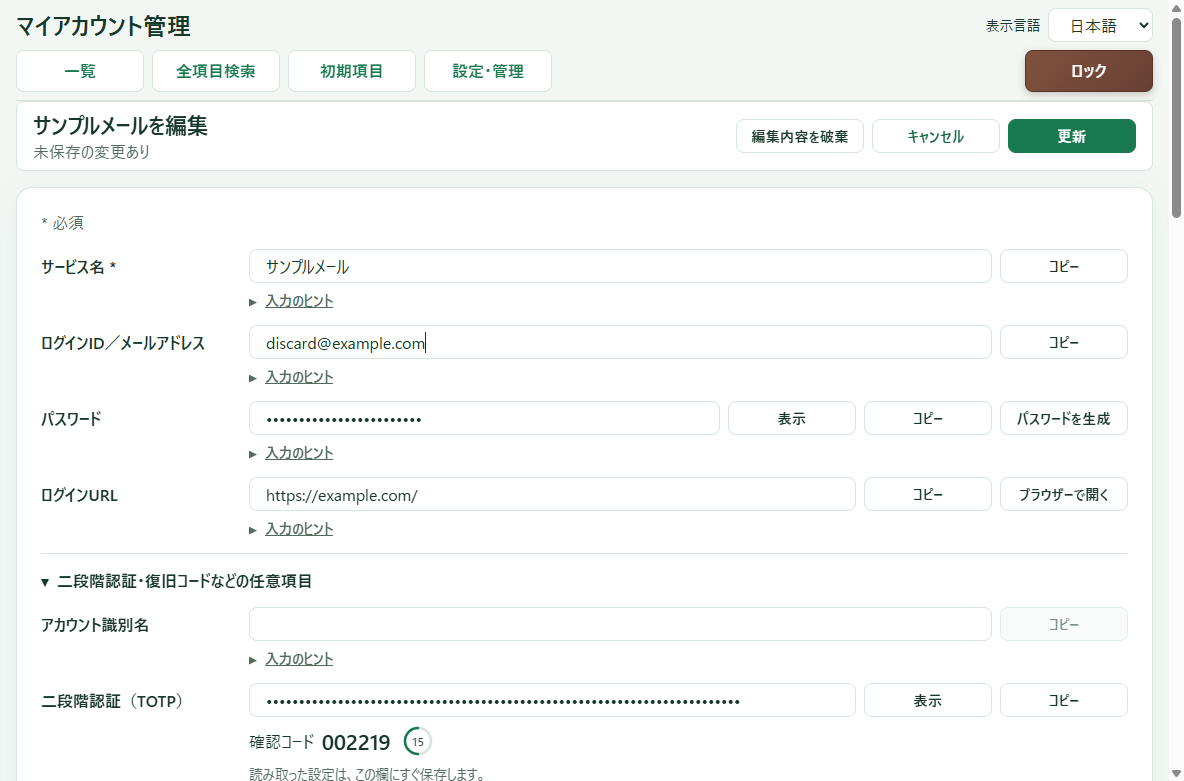 マイアカウント管理
表示言語 日本語
一覧 全項目検索 初期項目 設定・管理 ロック
サンプルメールを編集
未保存の変更あり
編集内容を破棄 キャンセル 更新
* 必須
サービス名 * サンプルメール コピー
▶ 入力のヒント
ログインID／メールアドレス discard@example.com コピー
▶ 入力のヒント
パスワード •••••••••••••••••••••••• 表示 コピー パスワードを生成
▶ 入力のヒント
ログインURL https://example.com/ コピー ブラウザーで開く
▶ 入力のヒント
▼ 二段階認証・復旧コードなどの任意項目
アカウント識別名 コピー
▶ 入力のヒント
二段階認証（TOTP） ••••••••••••••••••••••••••••••••••••••••••••••••••••••••••••••••••••••••• 表示 コピー
確認コード 002219 15
読み取った設定は、この欄にすぐ保存します。